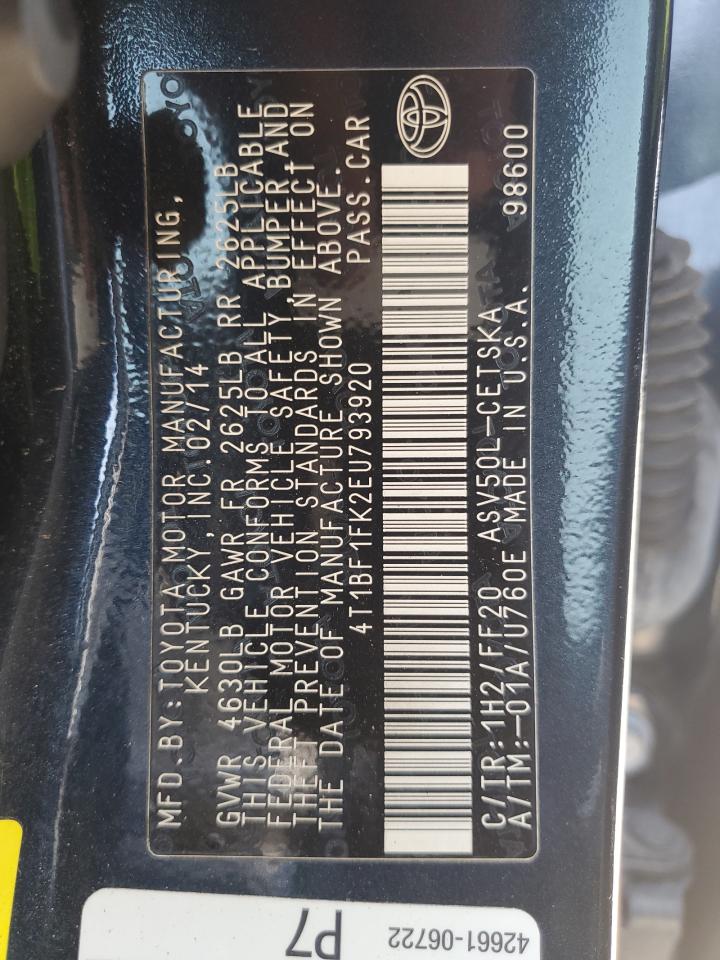 MFD.BY:TOYOTA MOTOR MANUFACTURING,
KENTUCKY, INC.02/14
GVWR 4630LB GAWR FR 2625LB RR 2625LB
THIS VEHICLE CONFORMS TO ALL APPLICABLE
FEDERAL MOTOR VEHICLE SAFETY, BUMPER,AND
THEFT PREVENTION STANDARDS IN EFFECT ON
THE DATE OF MANUFACTURE SHOWN ABOVE.
4T1BF1FK2EU793920 PASS.CAR
C/TR:1H2/FF20 ASV50L-CETSKA 98600
A/TM:-01A/U760E MADE IN U.S.A.
42661-06722
P7